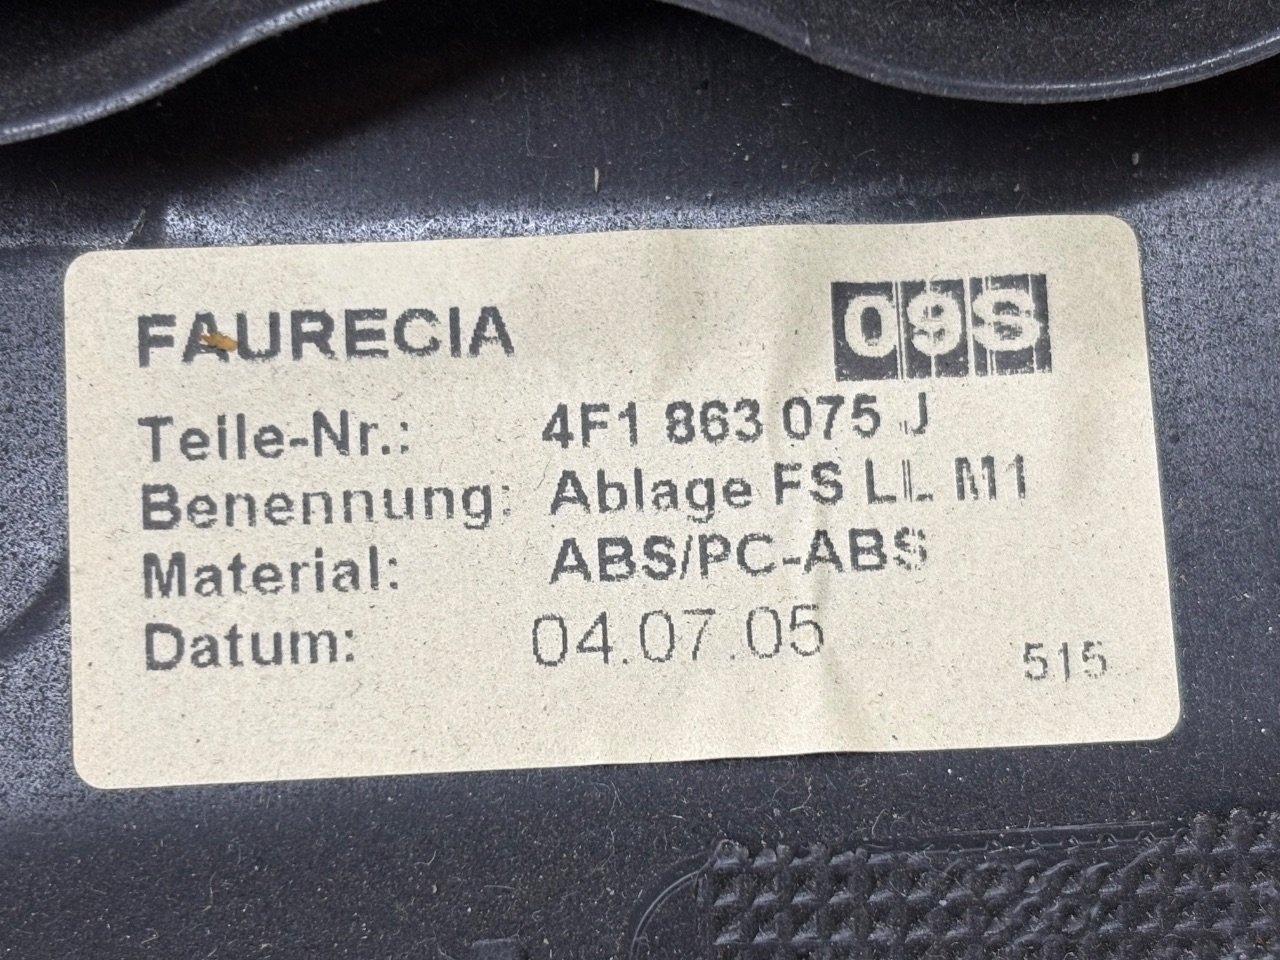 FAURECIA 09S
Teile-Nr.: 4F1 863 075 J
Benennung: Ablage FS LL M1
Material: ABS/PC-ABS
Datum: 04.07.05
515